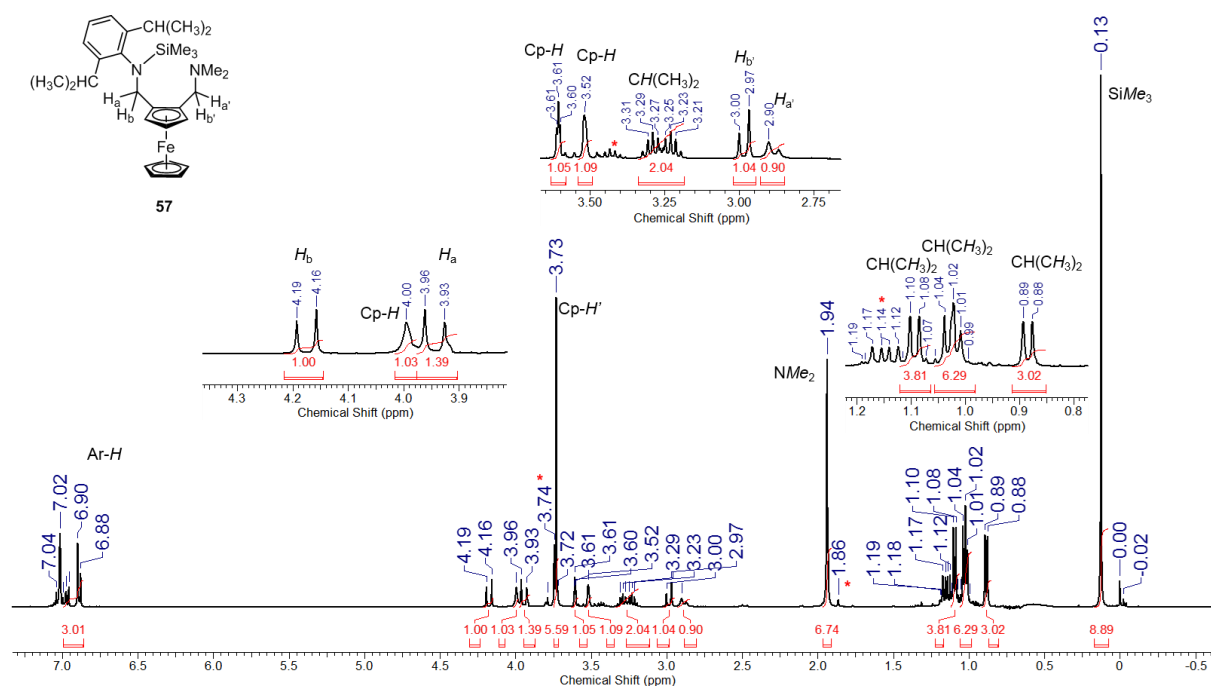 CH(CH₃)₂
SiMe₃
N
NMe₂
(H₃C)₂HC
Hₐ
H_b
Hₐ'
H_b'
Fe
57
Cp-H
Cp-H
CH(CH₃)₂
H_b'
Hₐ'
3.61
3.61
3.60
3.52
3.31
3.29
3.27
3.25
3.23
3.21
3.00
2.97
2.90
*
1.05 1.09 2.04 1.04 0.90
3.50 3.25 3.00 2.75
Chemical Shift (ppm)
H_b
Cp-H
Hₐ
4.19
4.16
4.00
3.96
3.93
1.00 1.03 1.39
4.3 4.2 4.1 4.0 3.9
Chemical Shift (ppm)
CH(CH₃)₂
CH(CH₃)₂
CH(CH₃)₂
1.19
1.17
1.14
1.12
1.10
1.08
1.07
1.04
1.02
1.01
0.99
0.89
0.88
*
3.81 6.29 3.02
1.2 1.1 1.0 0.9 0.8
Chemical Shift (ppm)
Ar-H
7.04
7.02
6.90
6.88
4.19
4.16
3.96
3.93
*
3.74
3.73
Cp-H'
3.72
3.61
3.61
3.60
3.52
3.29
3.23
3.00
2.97
NMe₂
1.94
1.86
*
1.19
1.18
1.17
1.12
1.10
1.08
1.04
1.01
1.02
0.89
0.88
0.13
SiMe₃
-0.00
-0.02
3.01 1.00 1.03 1.39 5.59 1.05 1.09 2.04 1.04 0.90 6.74 3.81 6.29 3.02 8.89
7.0 6.5 6.0 5.5 5.0 4.5 4.0 3.5 3.0 2.5 2.0 1.5 1.0 0.5 0 -0.5
Chemical Shift (ppm)